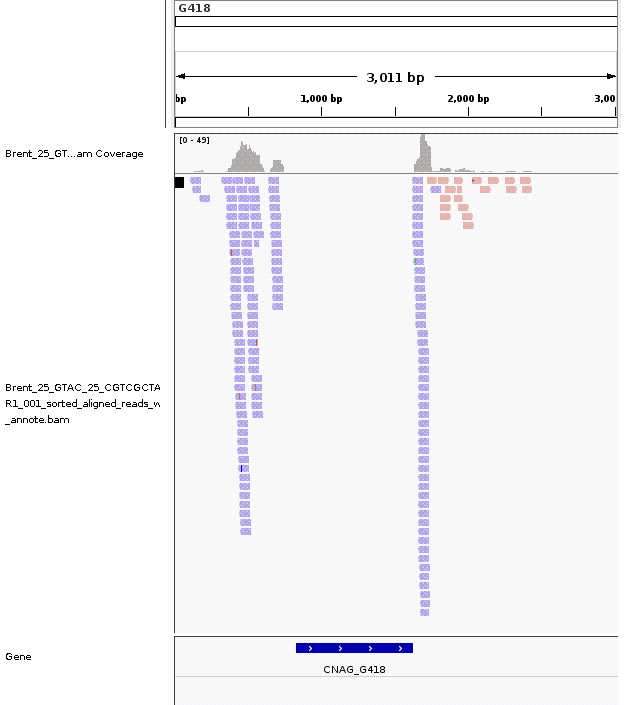 G418
3,011 bp
bp 1,000 bp 2,000 bp 3,00
[0 - 49]
Brent_25_GT...am Coverage
Brent_25_GTAC_25_CGTCGCTA
R1_001_sorted_aligned_reads_w
_annote.bam
Gene
CNAG_G418